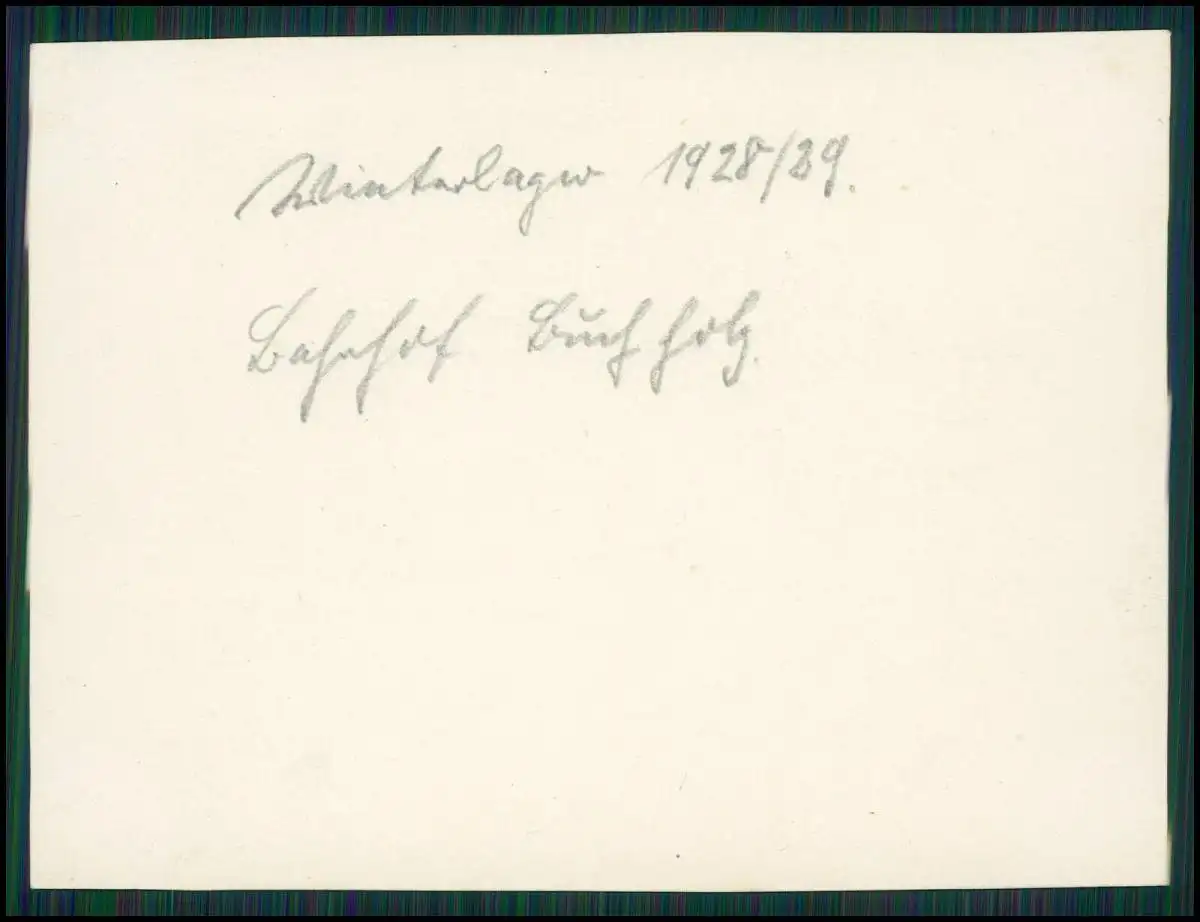 Winterlager 1928/29.
Bahnhof Buchholz.